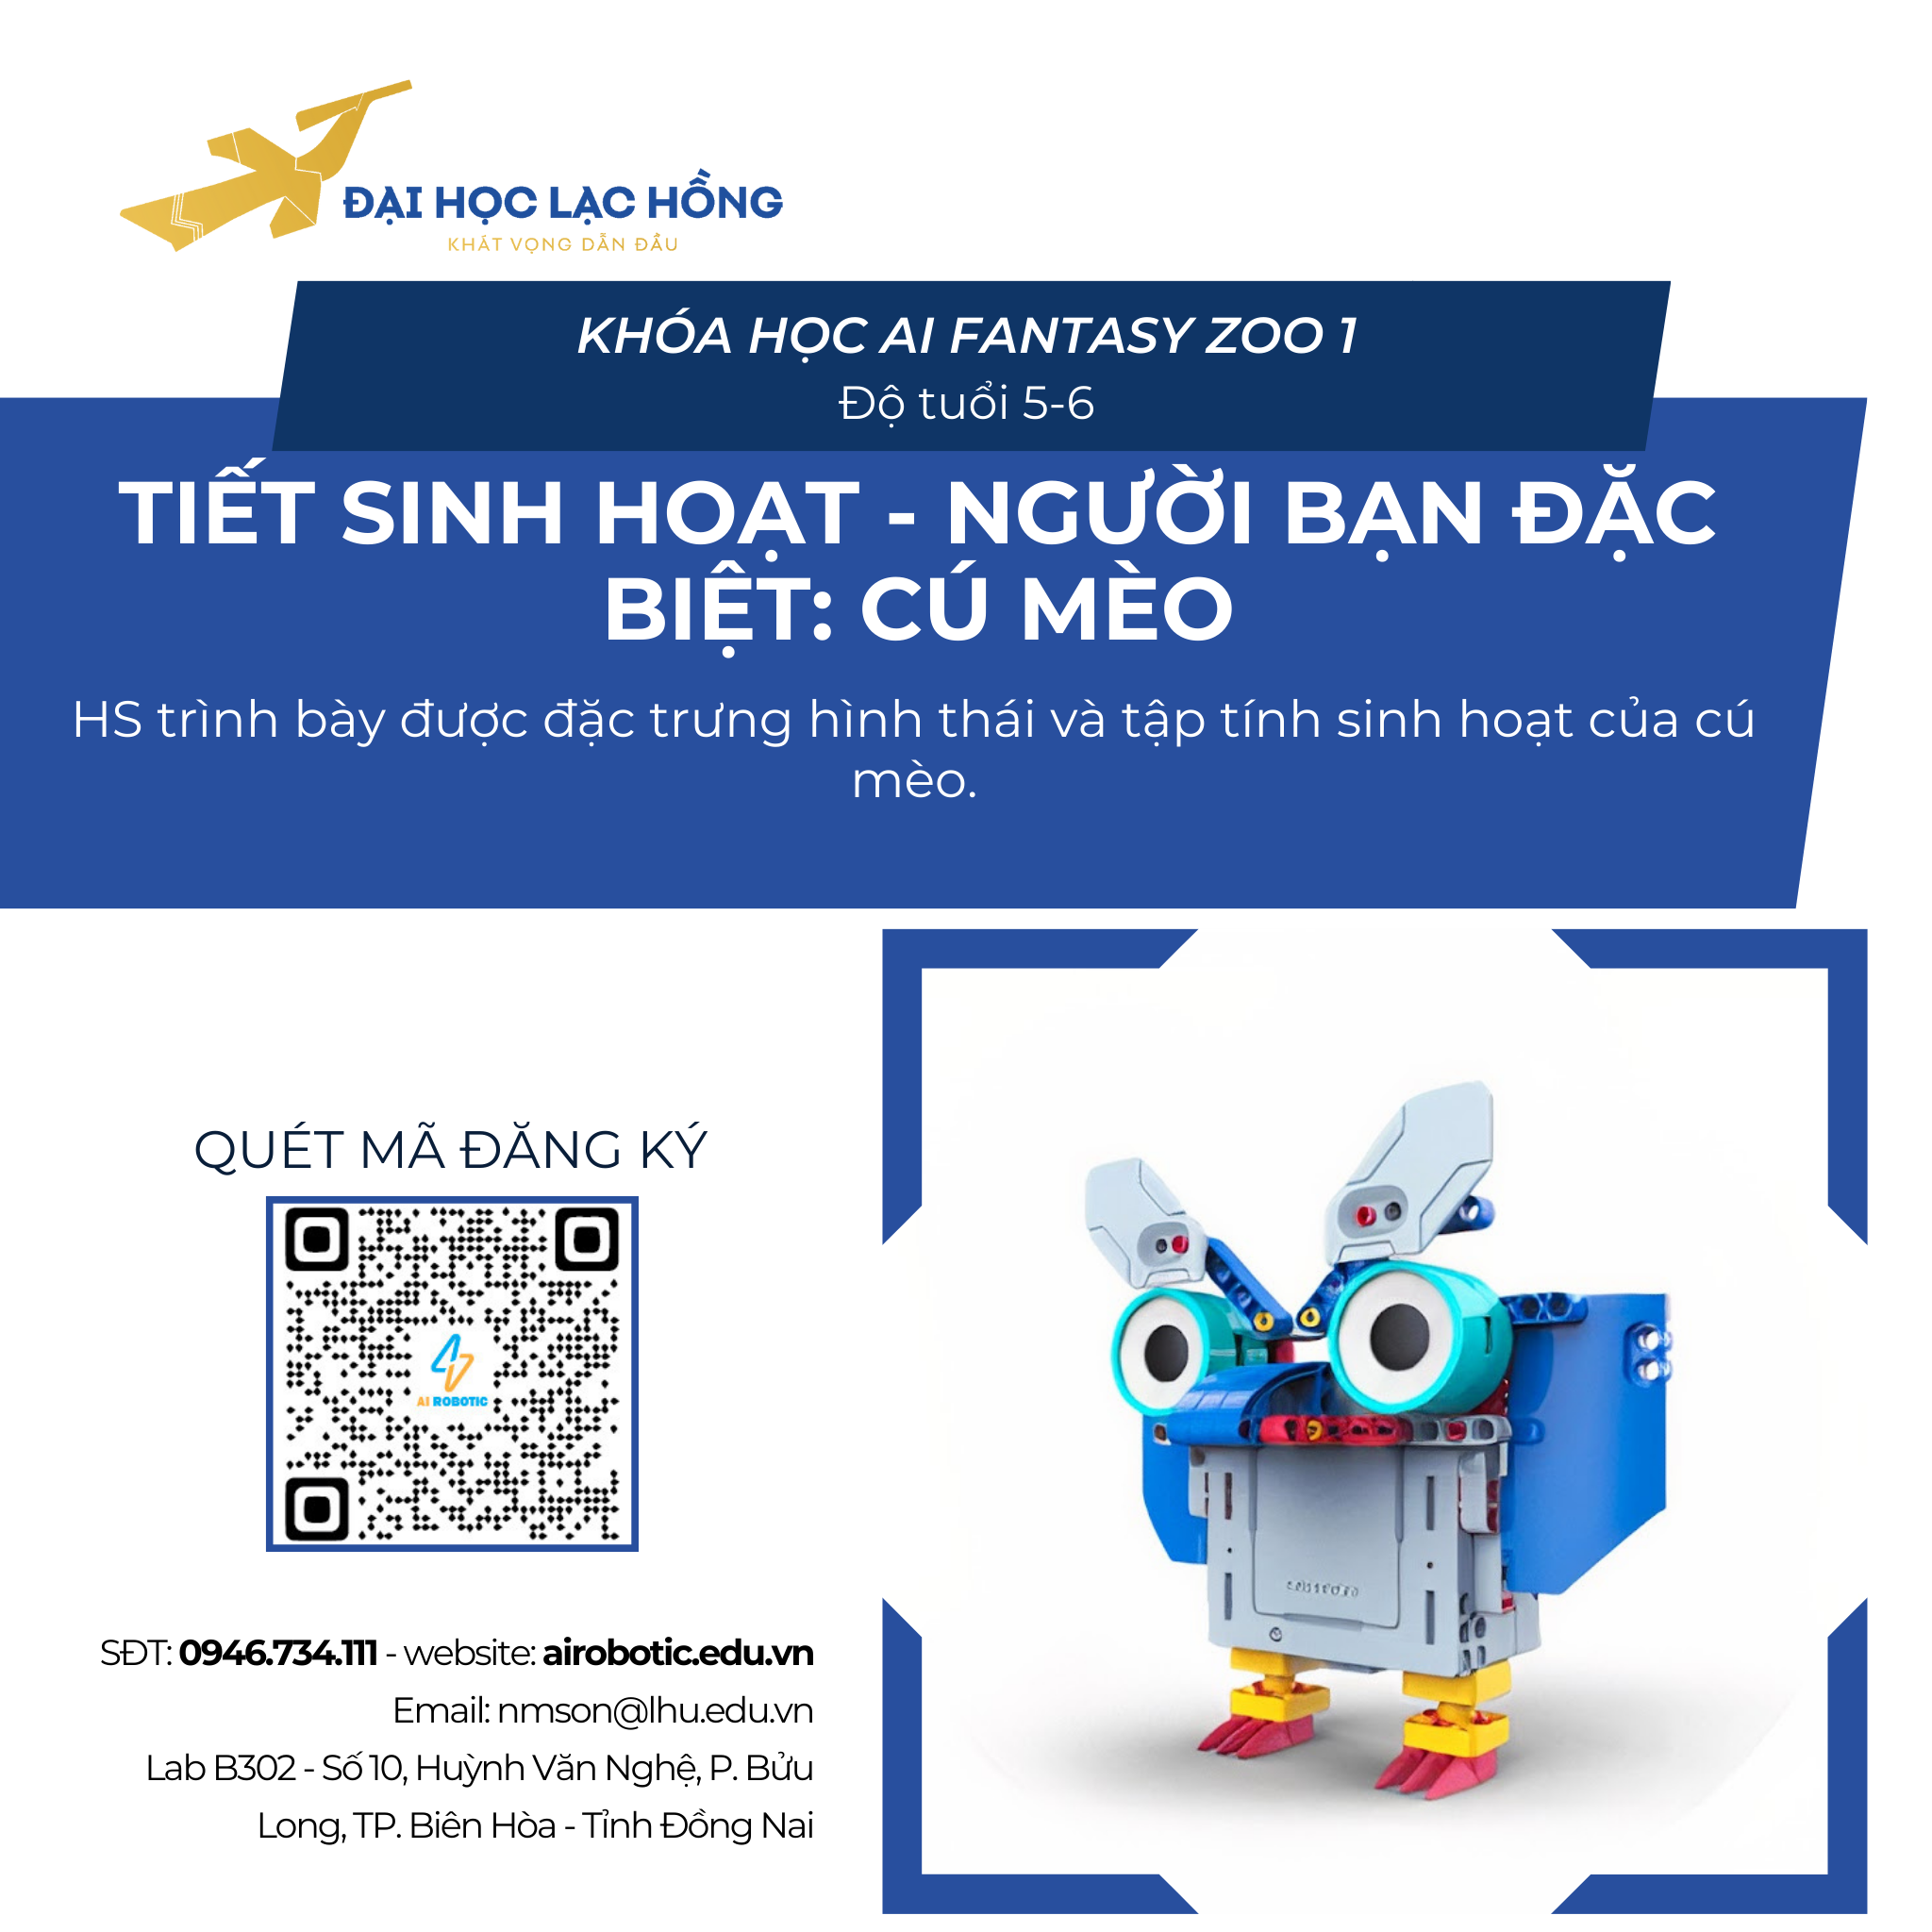 ĐẠI HỌC LẠC HỒNG
KHÁT VỌNG DẪN ĐẦU
KHÓA HỌC AI FANTASY ZOO 1
Độ tuổi 5-6
TIẾT SINH HOẠT - NGƯỜI BẠN ĐẶC
BIỆT: CÚ MÈO
HS trình bày được đặc trưng hình thái và tập tính sinh hoạt của cú
mèo.
QUÉT MÃ ĐĂNG KÝ
AI ROBOTIC
SĐT: 0946.734.111 - website: airobotic.edu.vn
Email: nmson@lhu.edu.vn
Lab B302 - Số 10, Huỳnh Văn Nghệ, P. Bửu
Long, TP. Biên Hòa - Tỉnh Đồng Nai